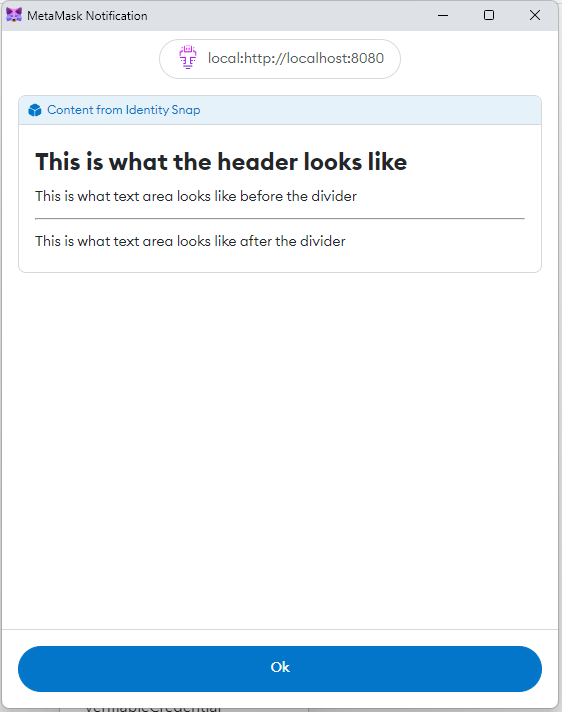 MetaMask Notification
local:http://localhost:8080
Content from Identity Snap
This is what the header looks like
This is what text area looks like before the divider
This is what text area looks like after the divider
Ok
verifiableCredential